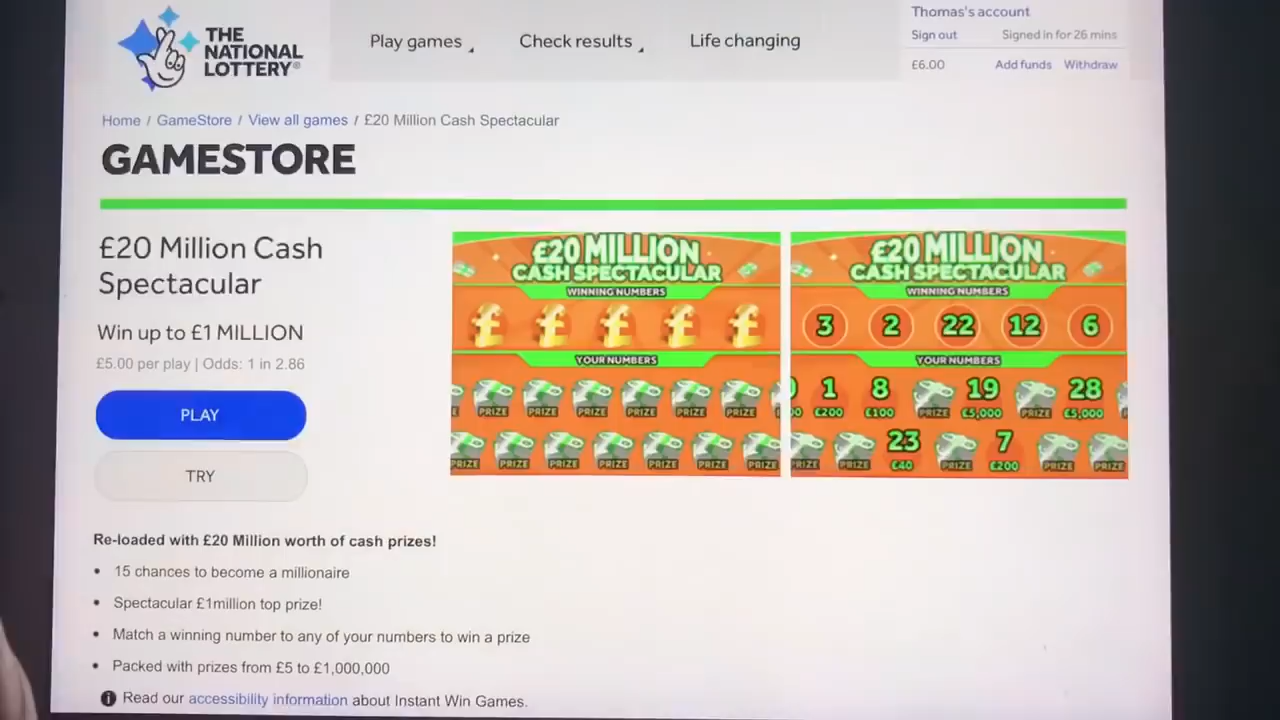 THE
NATIONAL
LOTTERY®
Play games
Check results
Life changing
Thomas's account
Sign out
Signed in for 26 mins
£6.00
Add funds
Withdraw
Home / GameStore / View all games / £20 Million Cash Spectacular
GAMESTORE
£20 Million Cash
Spectacular
Win up to £1 MILLION
£5.00 per play | Odds: 1 in 2.86
PLAY
TRY
£20 MILLION
CASH SPECTACULAR
WINNING NUMBERS
£ £ £ £ £
YOUR NUMBERS
PRIZE PRIZE PRIZE PRIZE PRIZE PRIZE
PRIZE PRIZE PRIZE PRIZE PRIZE PRIZE PRIZE
£20 MILLION
CASH SPECTACULAR
WINNING NUMBERS
3 2 22 12 6
YOUR NUMBERS
1 8 19 28
£200 £100 PRIZE £5,000 PRIZE £5,000
23 7
PRIZE PRIZE £40 PRIZE £200 PRIZE PRIZE
Re-loaded with £20 Million worth of cash prizes!
• 15 chances to become a millionaire
• Spectacular £1million top prize!
• Match a winning number to any of your numbers to win a prize
• Packed with prizes from £5 to £1,000,000
Read our accessibility information about Instant Win Games.